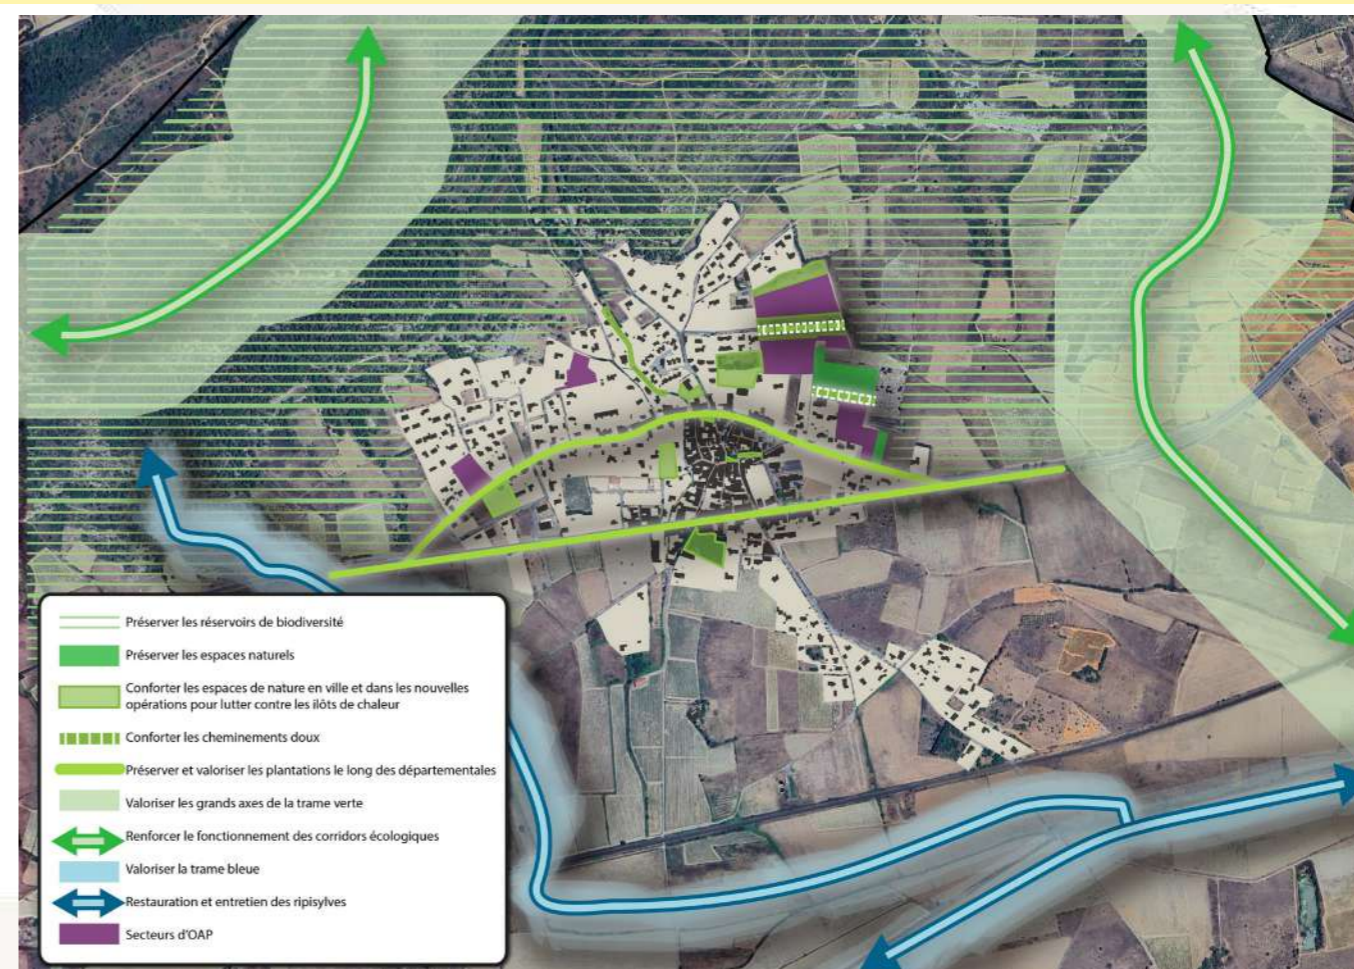 Préserver les réservoirs de biodiversité
Préserver les espaces naturels
Conforter les espaces de nature en ville et dans les nouvelles
opérations pour lutter contre les ilôts de chaleur
Conforter les cheminements doux
Préserver et valoriser les plantations le long des départementales
Valoriser les grands axes de la trame verte
Renforcer le fonctionnement des corridors écologiques
Valoriser la trame bleue
Restauration et entretien des ripisylves
Secteurs d'OAP